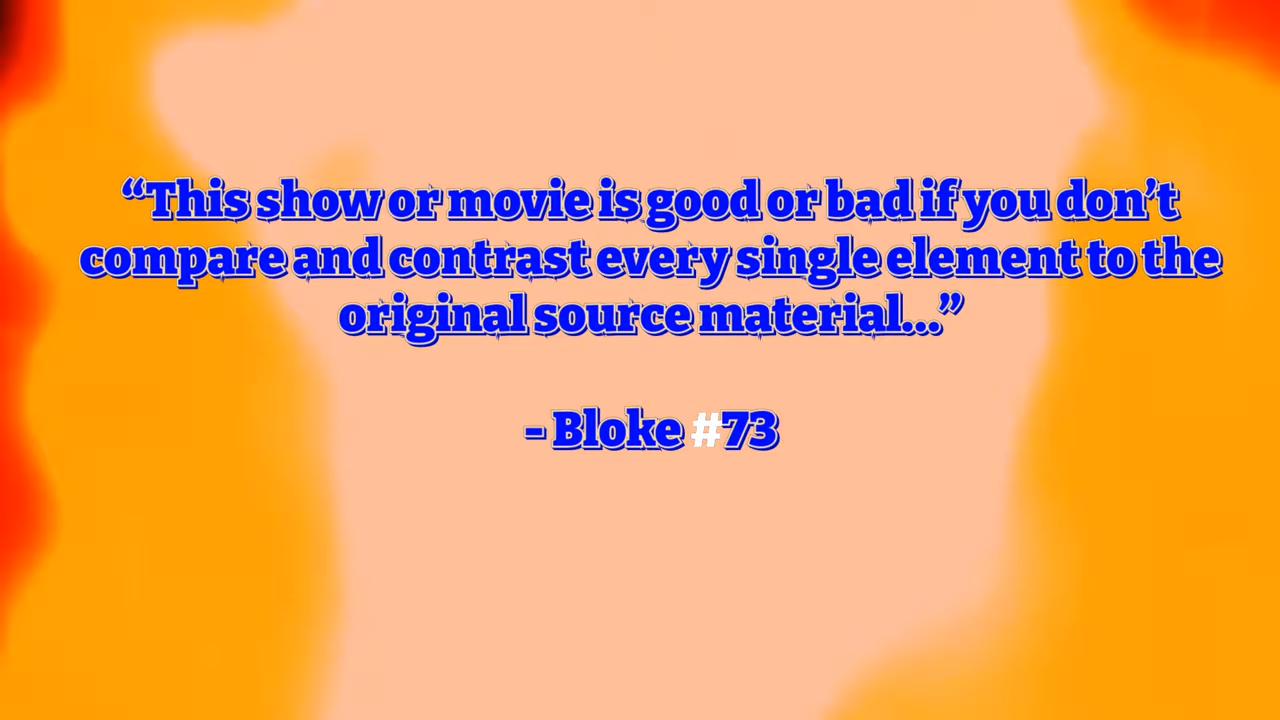 “This show or movie is good or bad if you don’t
compare and contrast every single element to the
original source material...”
- Bloke #73